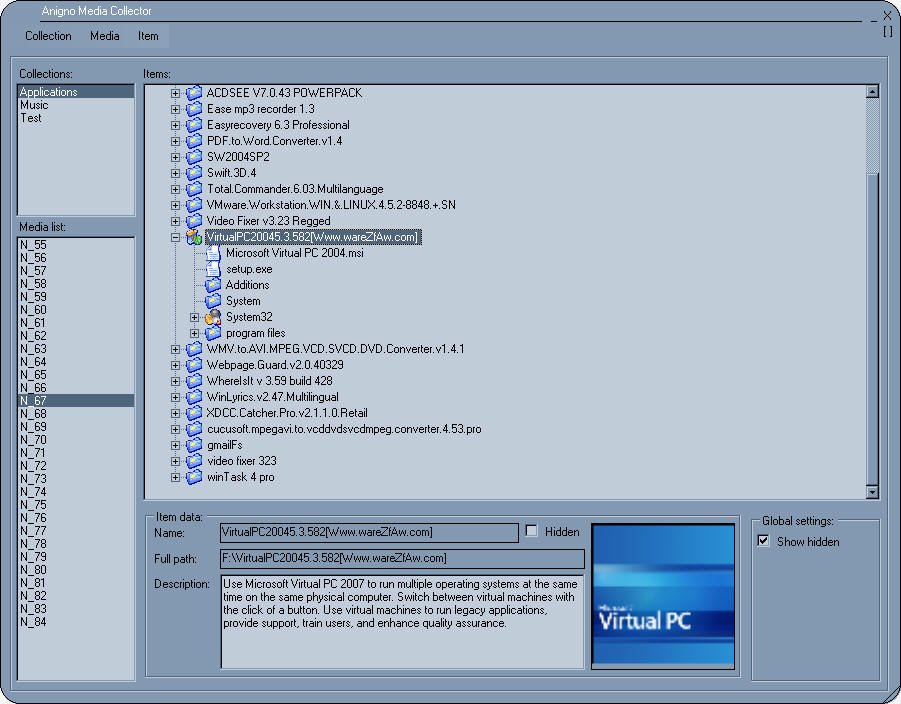 Anigno Media Collector
Collection Media Item
Collections:
Applications
Music
Test
Media list:
N_55
N_56
N_57
N_58
N_59
N_60
N_61
N_62
N_63
N_64
N_65
N_66
N_67
N_68
N_69
N_70
N_71
N_72
N_73
N_74
N_75
N_76
N_77
N_78
N_79
N_80
N_81
N_82
N_83
N_84
Items:
ACDSEE V7.0.43 POWERPACK
Ease mp3 recorder 1.3
Easyrecovery 6.3 Professional
PDF.to.Word.Converter.v1.4
SW2004SP2
Swift.3D.4
Total.Commander.6.03.Multilanguage
VMware.Workstation.WIN.&.LINUX.4.5.2-8848.+.SN
Video Fixer v3.23 Regged
VirtualPC20045.3.582[Www.wareZfAw.com]
Microsoft Virtual PC 2004.msi
setup.exe
Additions
System
System32
program files
WMV.to.AVI.MPEG.VCD.SVCD.DVD.Converter.v1.4.1
Webpage.Guard.v2.0.40329
WhereIsIt v 3.59 build 428
WinLyrics.v2.47.Multilingual
XDCC.Catcher.Pro.v2.1.1.0.Retail
cucusoft.mpegavi.to.vcddvdsvcdmpeg.converter.4.53.pro
gmailFs
video fixer 323
winTask 4 pro
Item data:
Name: VirtualPC20045.3.582[Www.wareZfAw.com] Hidden
Full path: F:\VirtualPC20045.3.582[Www.wareZfAw.com]
Description: Use Microsoft Virtual PC 2007 to run multiple operating systems at the same
time on the same physical computer. Switch between virtual machines with
the click of a button. Use virtual machines to run legacy applications,
provide support, train users, and enhance quality assurance.
Microsoft
Virtual PC
Global settings:
Show hidden